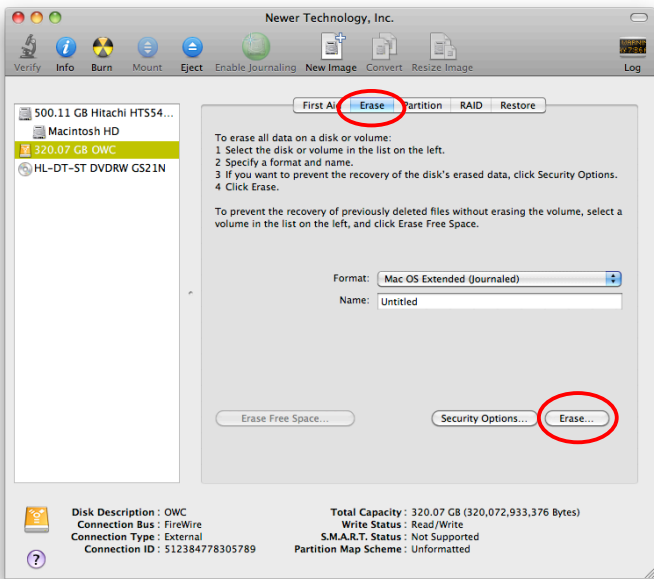 Newer Technology, Inc.
Verify Info Burn Mount Eject Enable Journaling New Image Convert Resize Image Log
First Aid Erase Partition RAID Restore
500.11 GB Hitachi HTS54...
Macintosh HD
320.07 GB OWC
HL-DT-ST DVDRW GS21N
To erase all data on a disk or volume:
1 Select the disk or volume in the list on the left.
2 Specify a format and name.
3 If you want to prevent the recovery of the disk's erased data, click Security Options.
4 Click Erase.
To prevent the recovery of previously deleted files without erasing the volume, select a
volume in the list on the left, and click Erase Free Space.
Format: Mac OS Extended (Journaled)
Name: Untitled
Erase Free Space... Security Options... Erase...
Disk Description : OWC
Connection Bus : FireWire
Connection Type : External
Connection ID : 512384778305789
Total Capacity : 320.07 GB (320,072,933,376 Bytes)
Write Status : Read/Write
S.M.A.R.T. Status : Not Supported
Partition Map Scheme : Unformatted
?